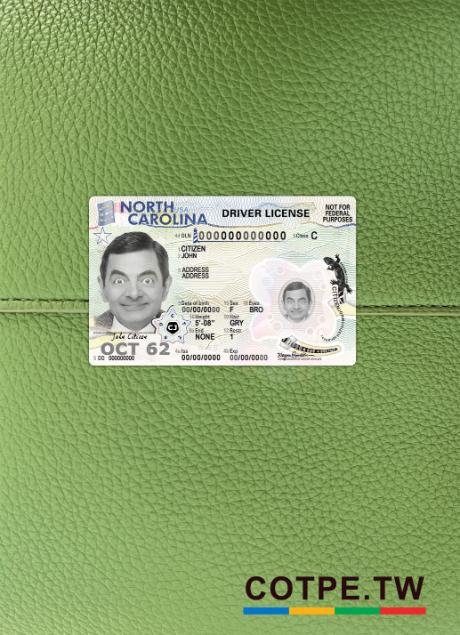 NORTH USA
CAROLINA
DRIVER LICENSE
NOT FOR
FEDERAL
PURPOSES
4d DLN 000000000000 9 Class C
1 CITIZEN
2 JOHN
8 ADDRESS
ADDRESS
3 Date of birth 15 Sex 18 Eyes
00/00/0000 F BRO
16 Height 19 Hair
5'-08" GRY
9a End 12 Restr
NONE 1
CJ
John Citizen
OCT 62
5 DD 000000000
4a Iss 4b Exp
00/00/0000 00/00/0000
COTPE.TW